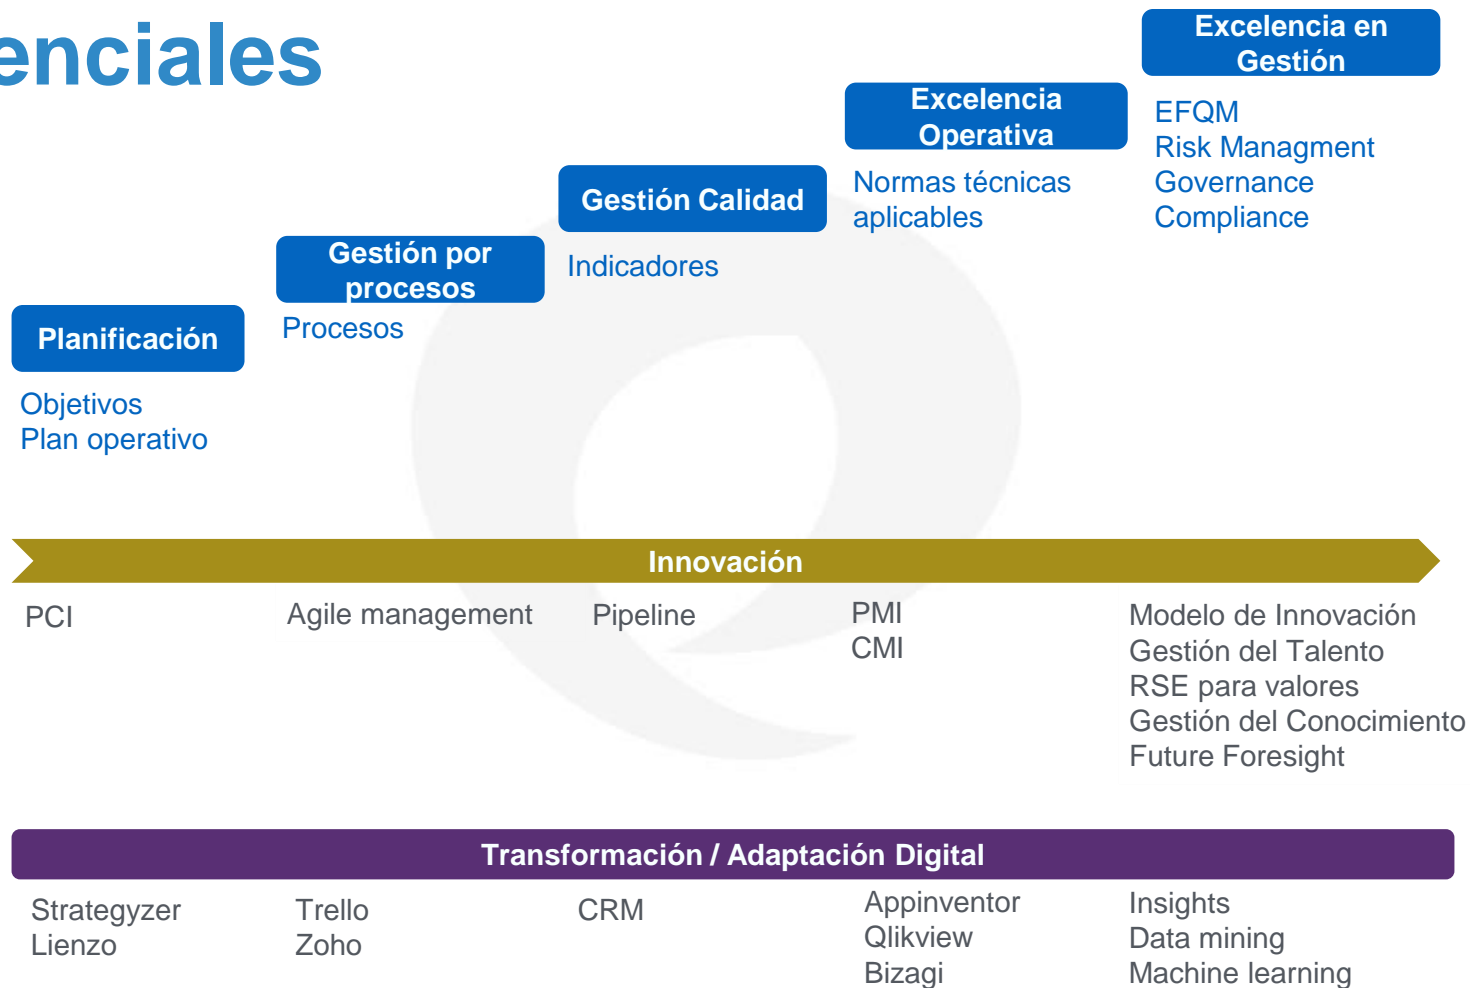 enciales
Excelencia en
Gestión
EFQM
Risk Managment
Governance
Compliance
Excelencia
Operativa
Normas técnicas
aplicables
Gestión Calidad
Indicadores
Gestión por
procesos
Procesos
Planificación
Objetivos
Plan operativo
Innovación
PCI
Agile management
Pipeline
PMI
CMI
Modelo de Innovación
Gestión del Talento
RSE para valores
Gestión del Conocimiento
Future Foresight
Transformación / Adaptación Digital
Strategyzer
Lienzo
Trello
Zoho
CRM
Appinventor
Qlikview
Bizagi
Insights
Data mining
Machine learning